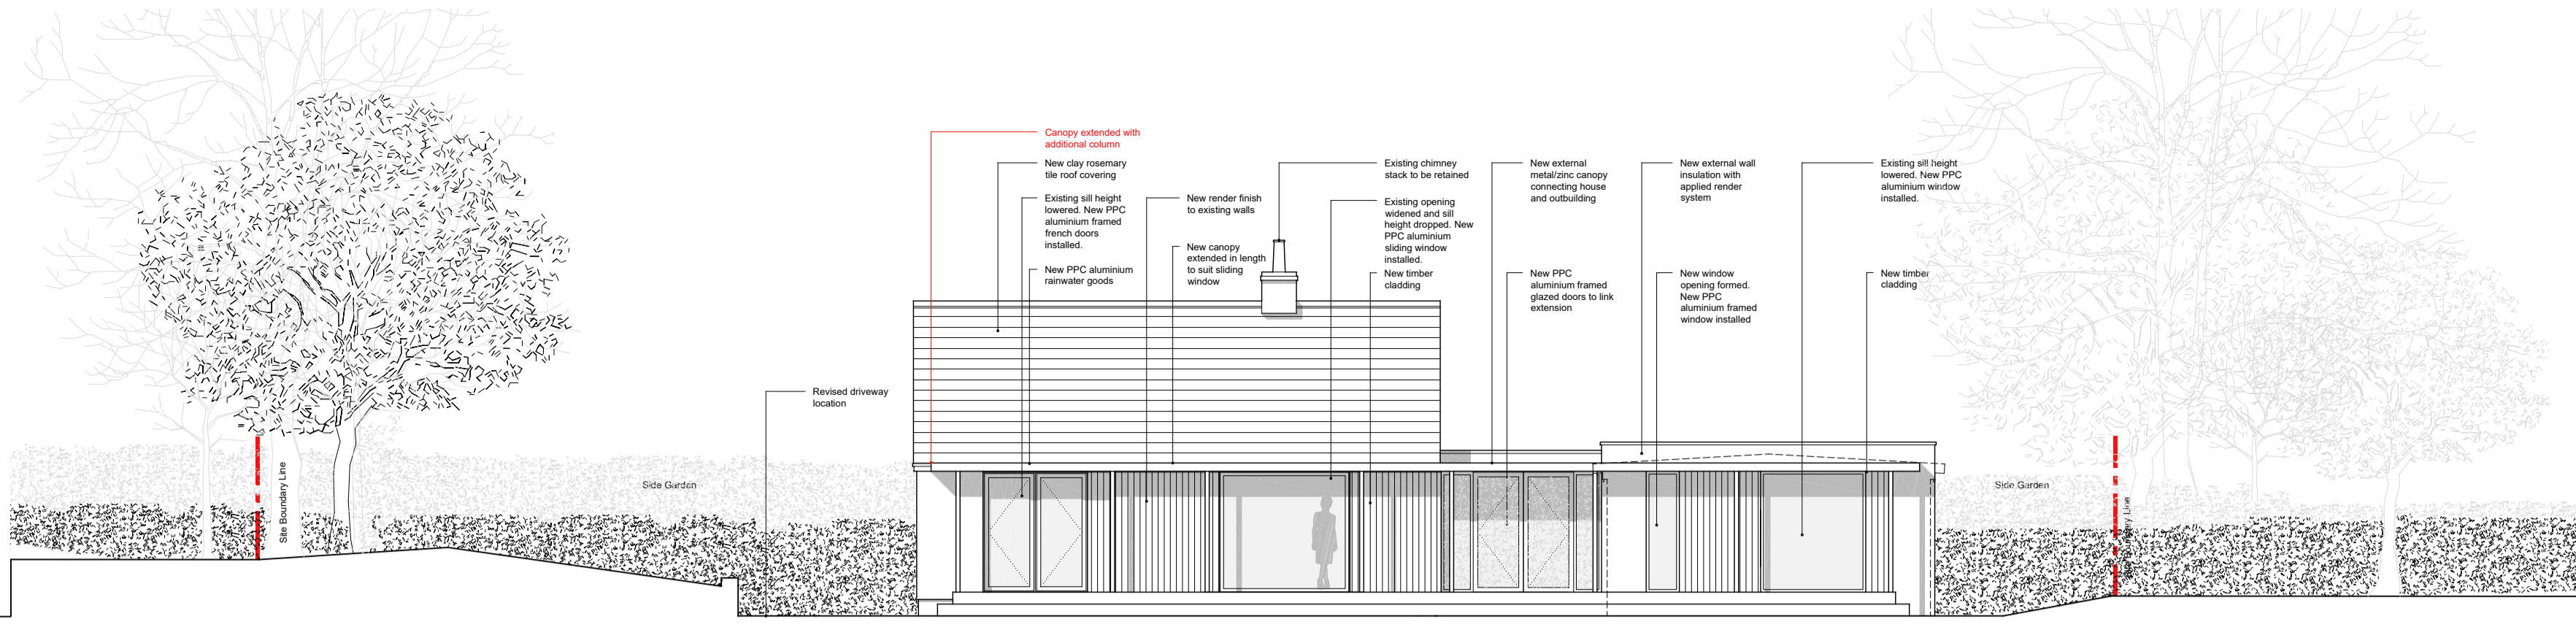 Canopy extended with
additional column
New clay rosemary
tile roof covering
Existing sill height
lowered. New PPC
aluminium framed
french doors
installed.
New PPC aluminium
rainwater goods
New render finish
to existing walls
New canopy
extended in length
to suit sliding
window
Existing chimney
stack to be retained
Existing opening
widened and sill
height dropped. New
PPC aluminium
sliding window
installed.
New timber
cladding
New external
metal/zinc canopy
connecting house
and outbuilding
New PPC
aluminium framed
glazed doors to link
extension
New external wall
insulation with
applied render
system
New window
opening formed.
New PPC
aluminium framed
window installed
Existing sill height
lowered. New PPC
aluminium window
installed.
New timber
cladding
Revised driveway
location
Side Garden
Site Boundary Line
Side Garden
Line